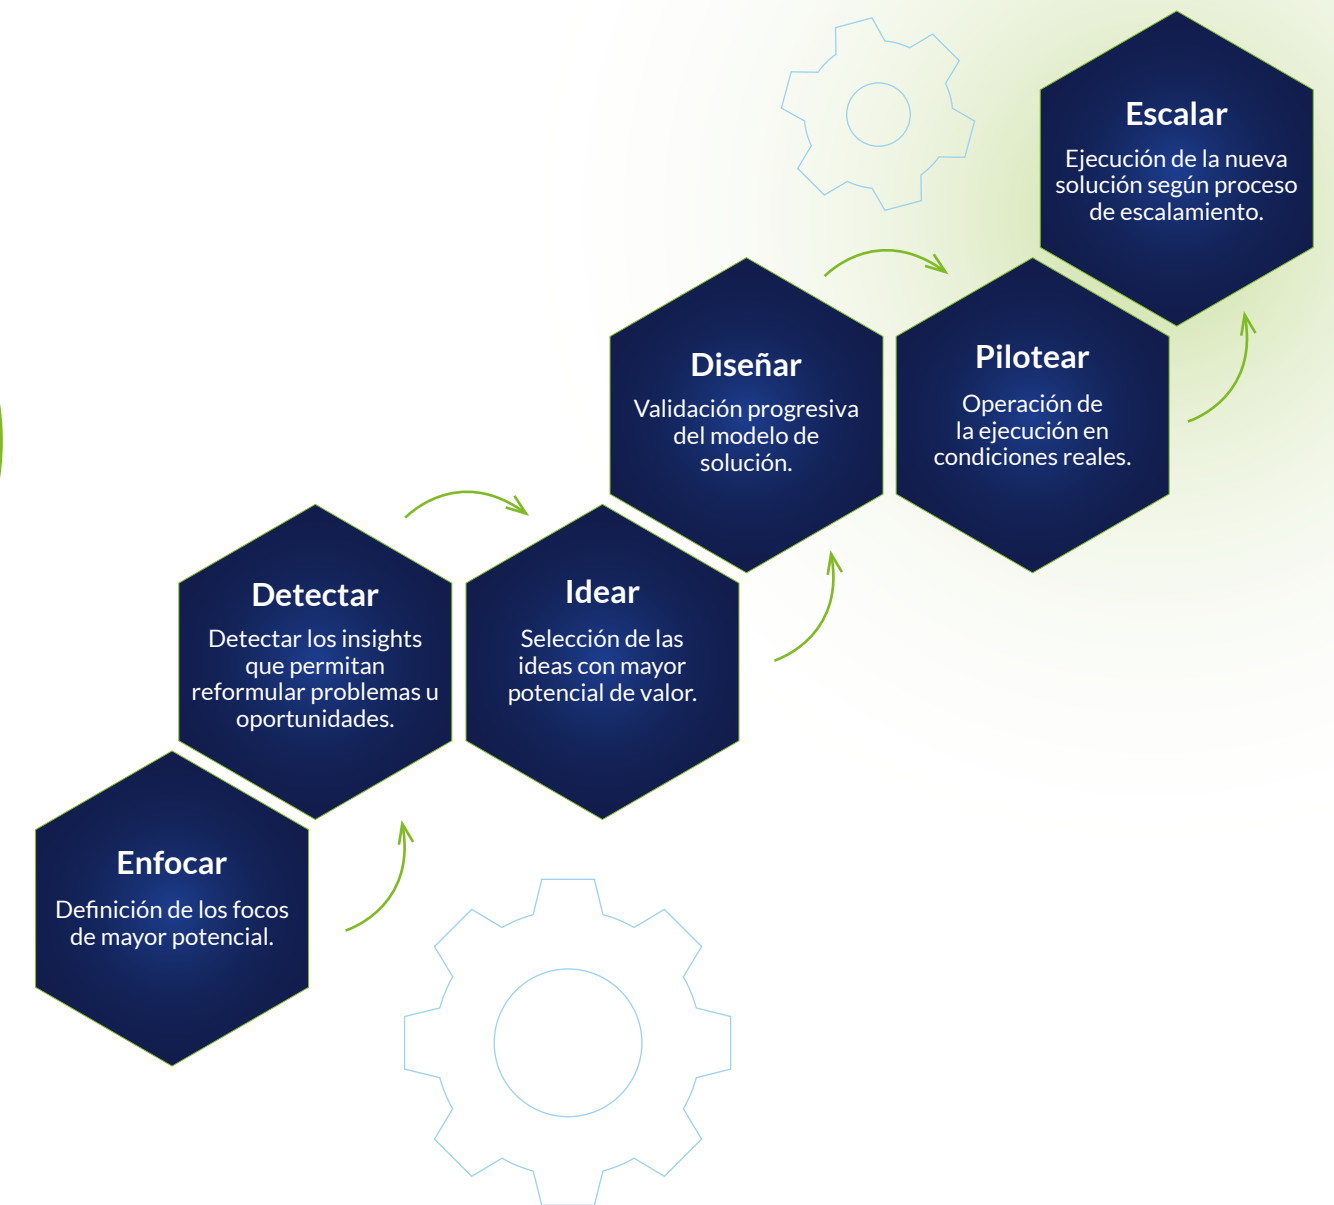 Escalar
Ejecución de la nueva
solución según proceso
de escalamiento.
Diseñar
Validación progresiva
del modelo de
solución.
Pilotear
Operación de
la ejecución en
condiciones reales.
Detectar
Detectar los insights
que permitan
reformular problemas u
oportunidades.
Idear
Selección de las
ideas con mayor
potencial de valor.
Enfocar
Definición de los focos
de mayor potencial.